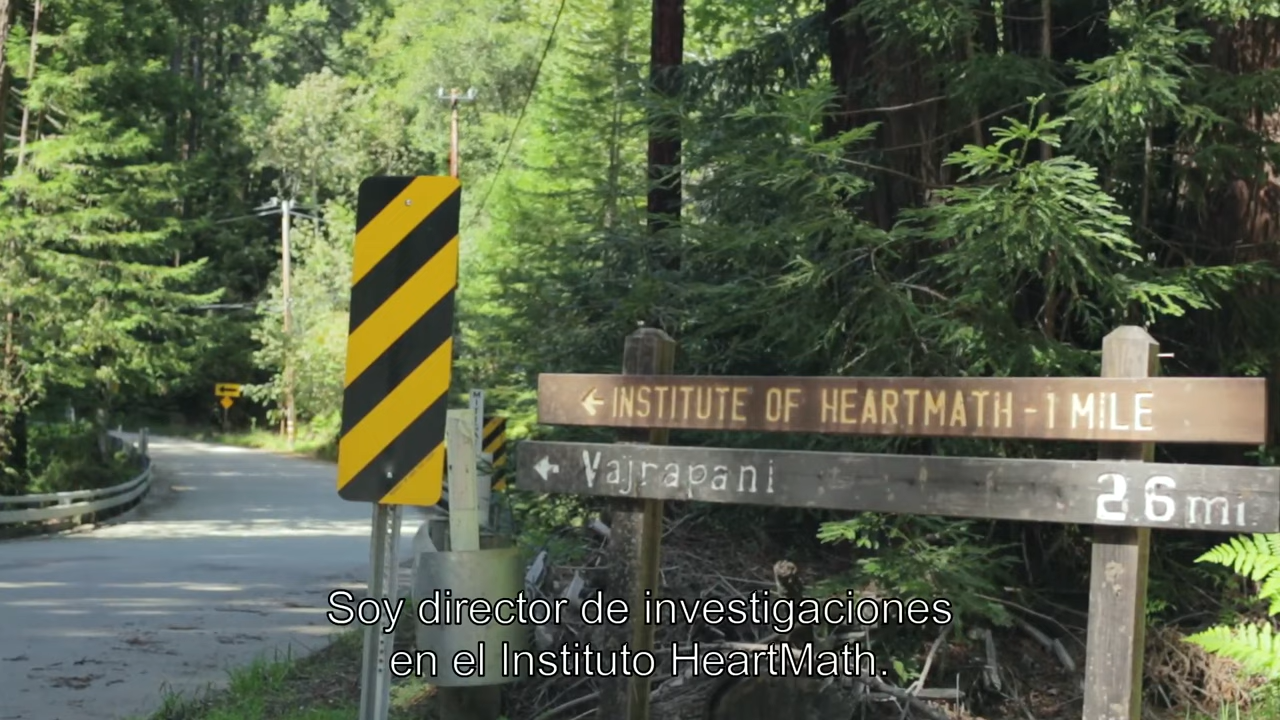 ← INSTITUTE OF HEARTMATH - 1 MILE
← Vajrapani 2.6 mi.
Soy director de investigaciones
en el Instituto HeartMath.